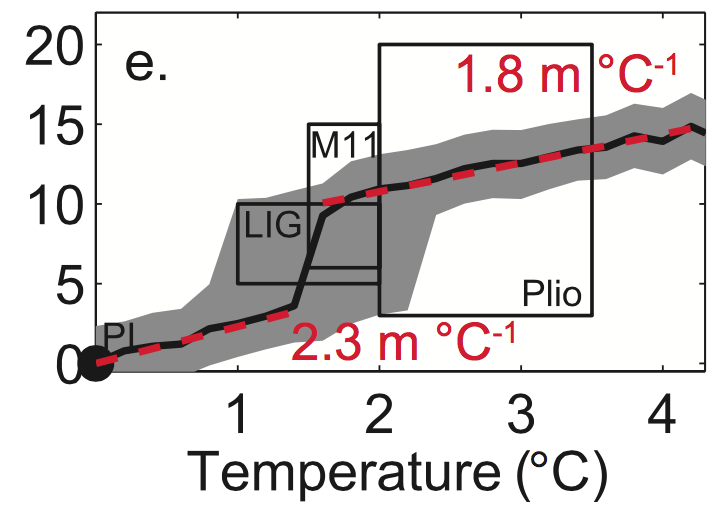 e.
20
15
10
5
0
1.8 m °C-1
M11
LIG
Plio
PI
2.3 m °C-1
1 2 3 4
Temperature (°C)